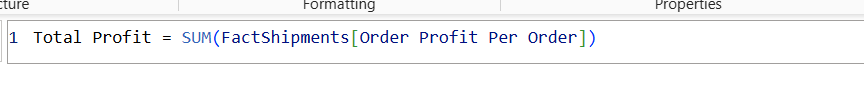 cture Formatting Properties
1 Total Profit = SUM(FactShipments[Order Profit Per Order])